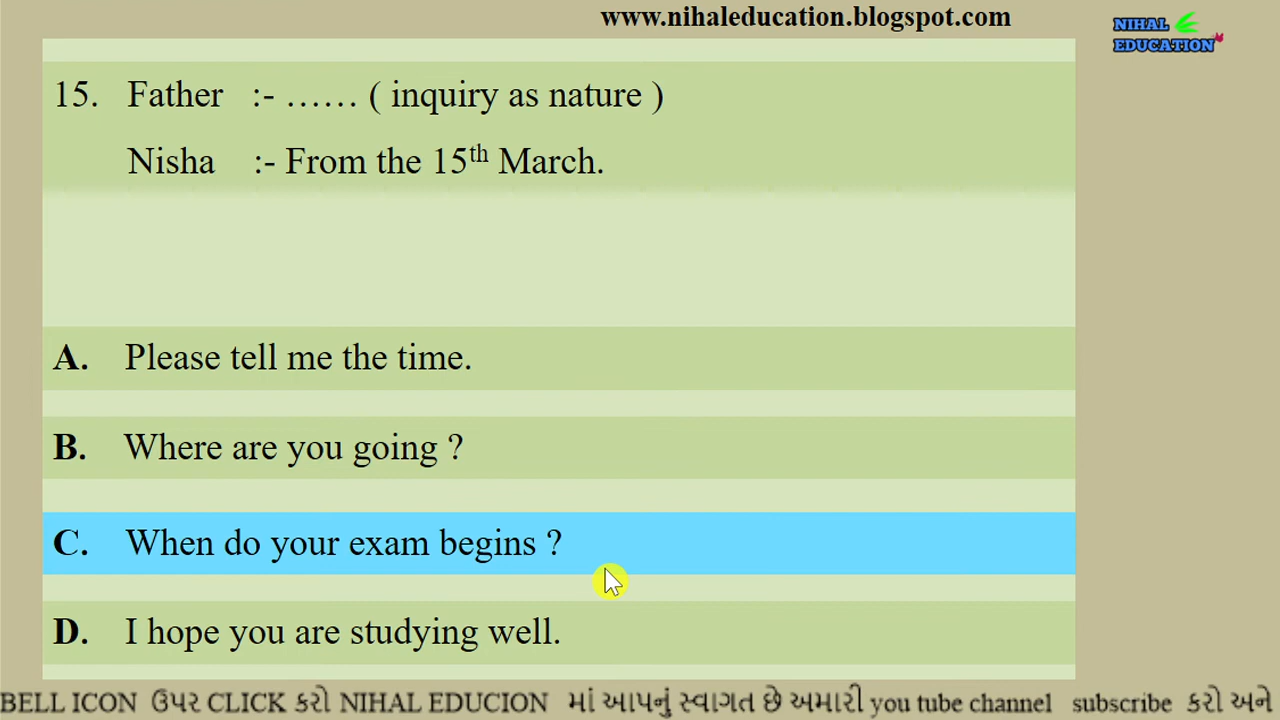 www.nihaleducation.blogspot.com
NIHAL
EDUCATION
15. Father :- …… ( inquiry as nature )
Nisha :- From the 15th March.
A. Please tell me the time.
B. Where are you going ?
C. When do your exam begins ?
D. I hope you are studying well.
BELL ICON ઉપર CLICK કરો NIHAL EDUCION માં આપનું સ્વાગત છે અમારી you tube channel subscribe કરો અને